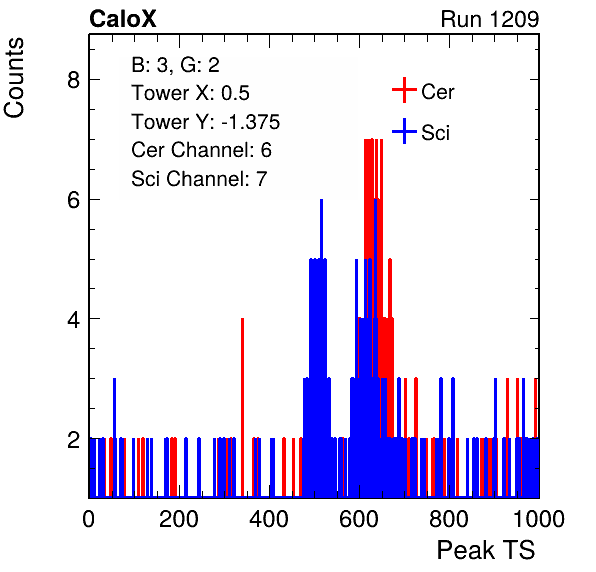 CaloX
Run 1209
Counts
B: 3, G: 2
Tower X: 0.5
Tower Y: -1.375
Cer Channel: 6
Sci Channel: 7
Cer
Sci
8
6
4
2
0 200 400 600 800 1000
Peak TS